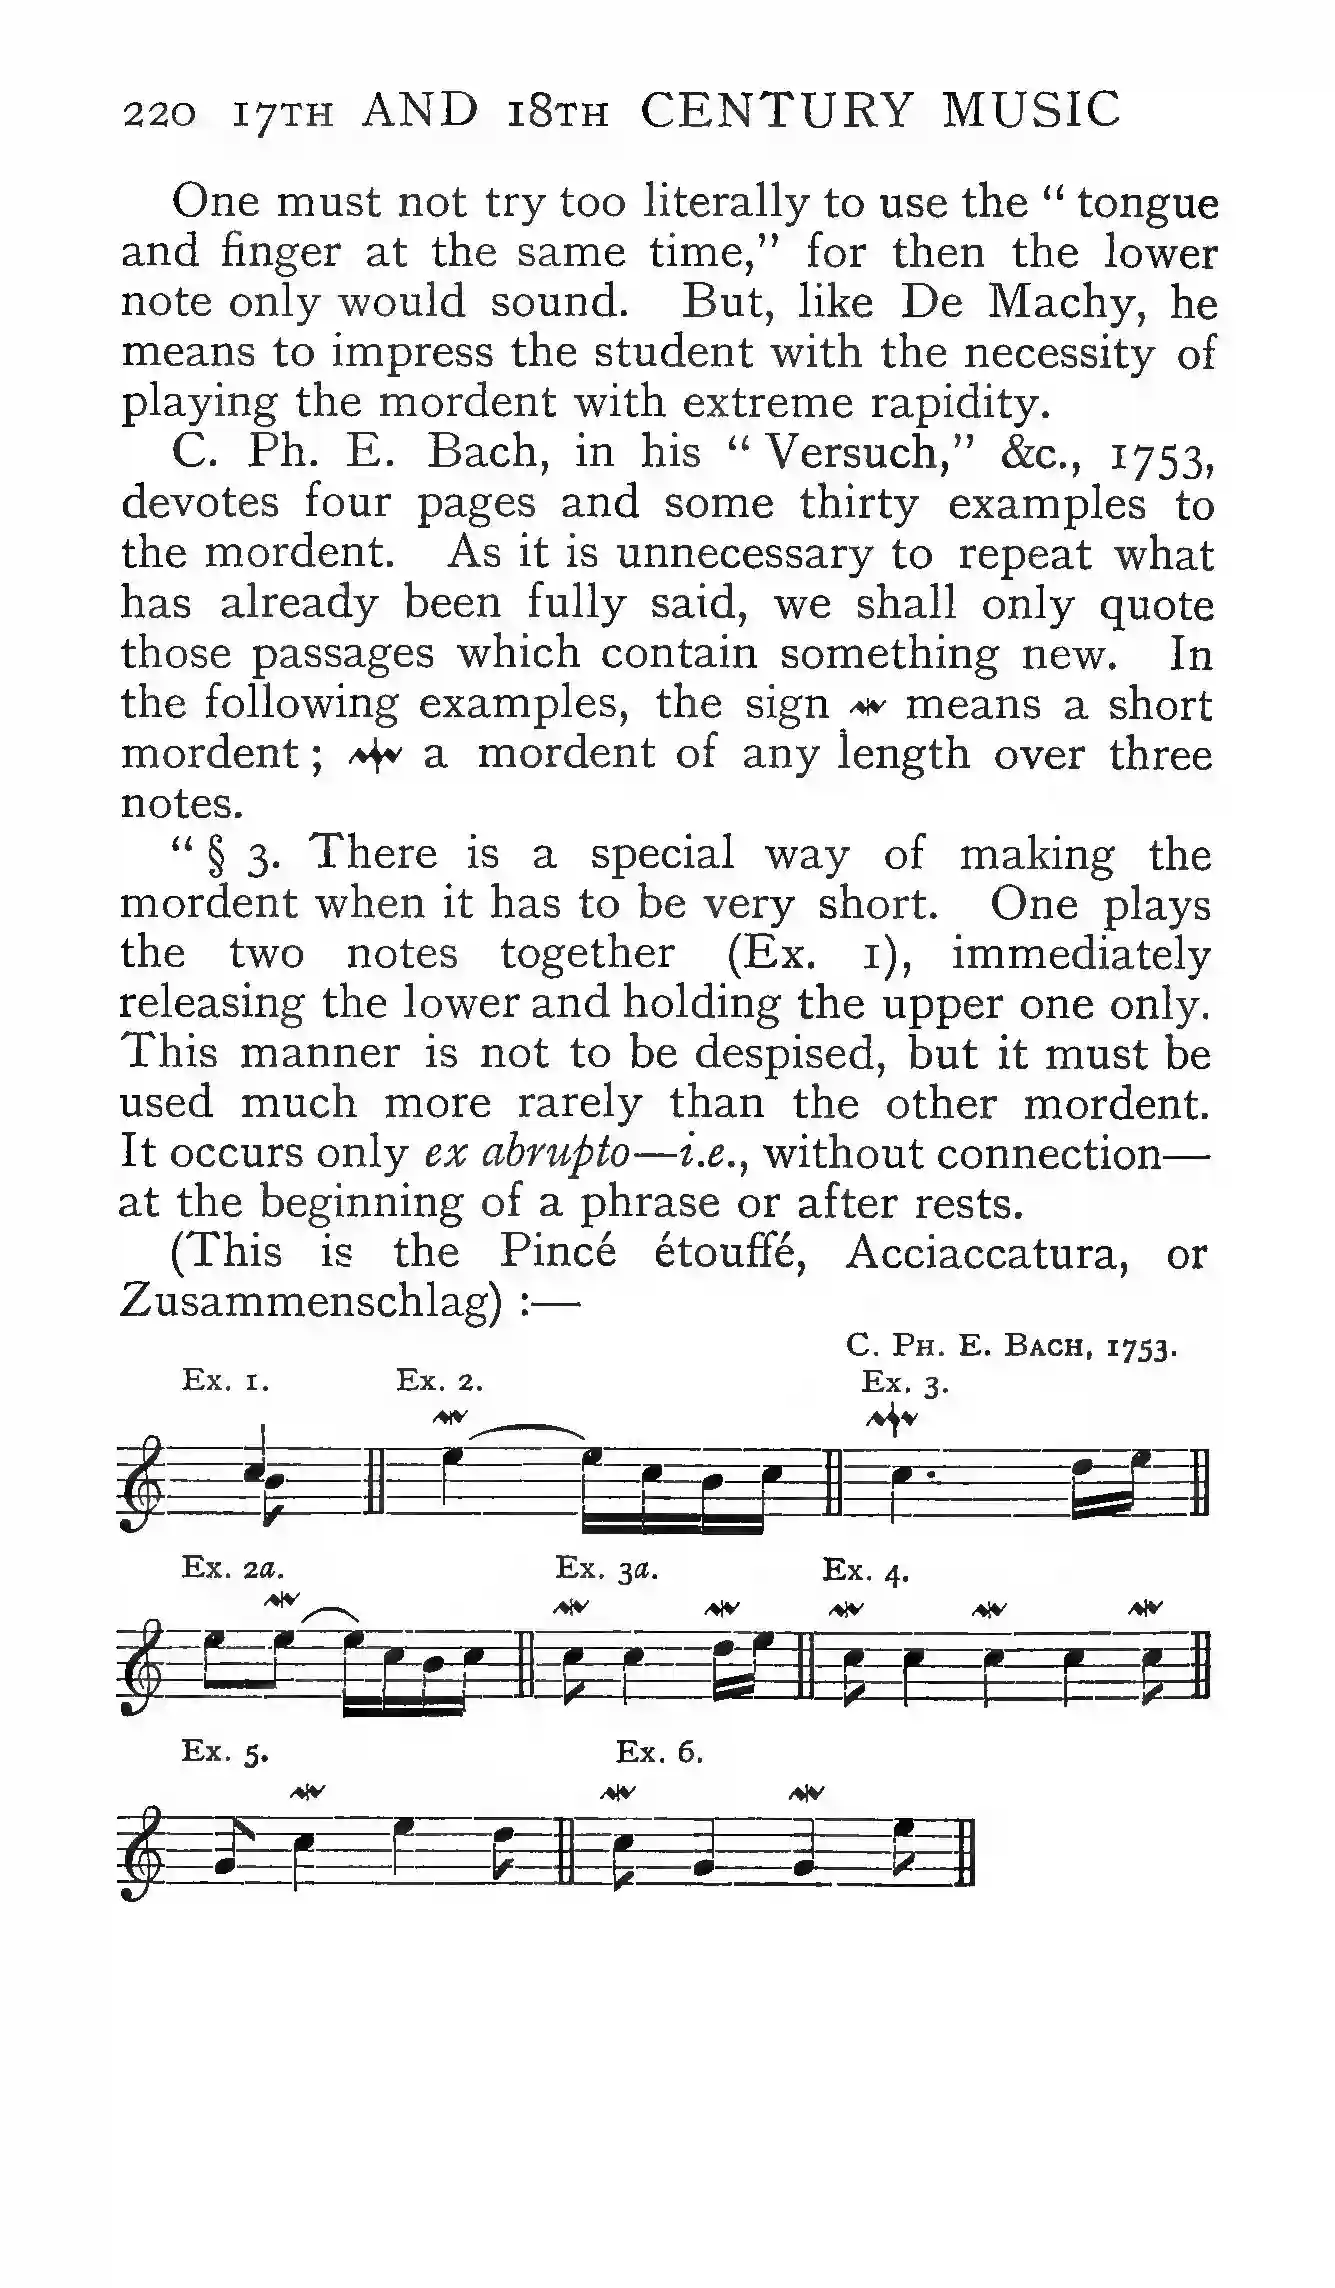 220 17TH AND 18TH CENTURY MUSIC
One must not try too literally to use the “ tongue
and finger at the same time,” for then the lower
note only would sound. But, like De Machy, he
means to impress the student with the necessity of
playing the mordent with extreme rapidity.
C. Ph. E. Bach, in his “ Versuch,” &c., 1753,
devotes four pages and some thirty examples to
the mordent. As it is unnecessary to repeat what
has already been fully said, we shall only quote
those passages which contain something new. In
the following examples, the sign means a short
mordent ; a mordent of any length over three
notes.
“ § 3. There is a special way of making the
mordent when it has to be very short. One plays
the two notes together (Ex. 1), immediately
releasing the lower and holding the upper one only.
This manner is not to be despised, but it must be
used much more rarely than the other mordent.
It occurs only ex abrupto—i.e., without connection—
at the beginning of a phrase or after rests.
(This is the Pincé étouffé, Acciaccatura, or
Zusammenschlag) :—
C. PH. E. BACH, 1753.
Ex. 1. Ex. 2. Ex. 3.
Ex. 2a. Ex. 3a. Ex. 4.
Ex. 5. Ex. 6.